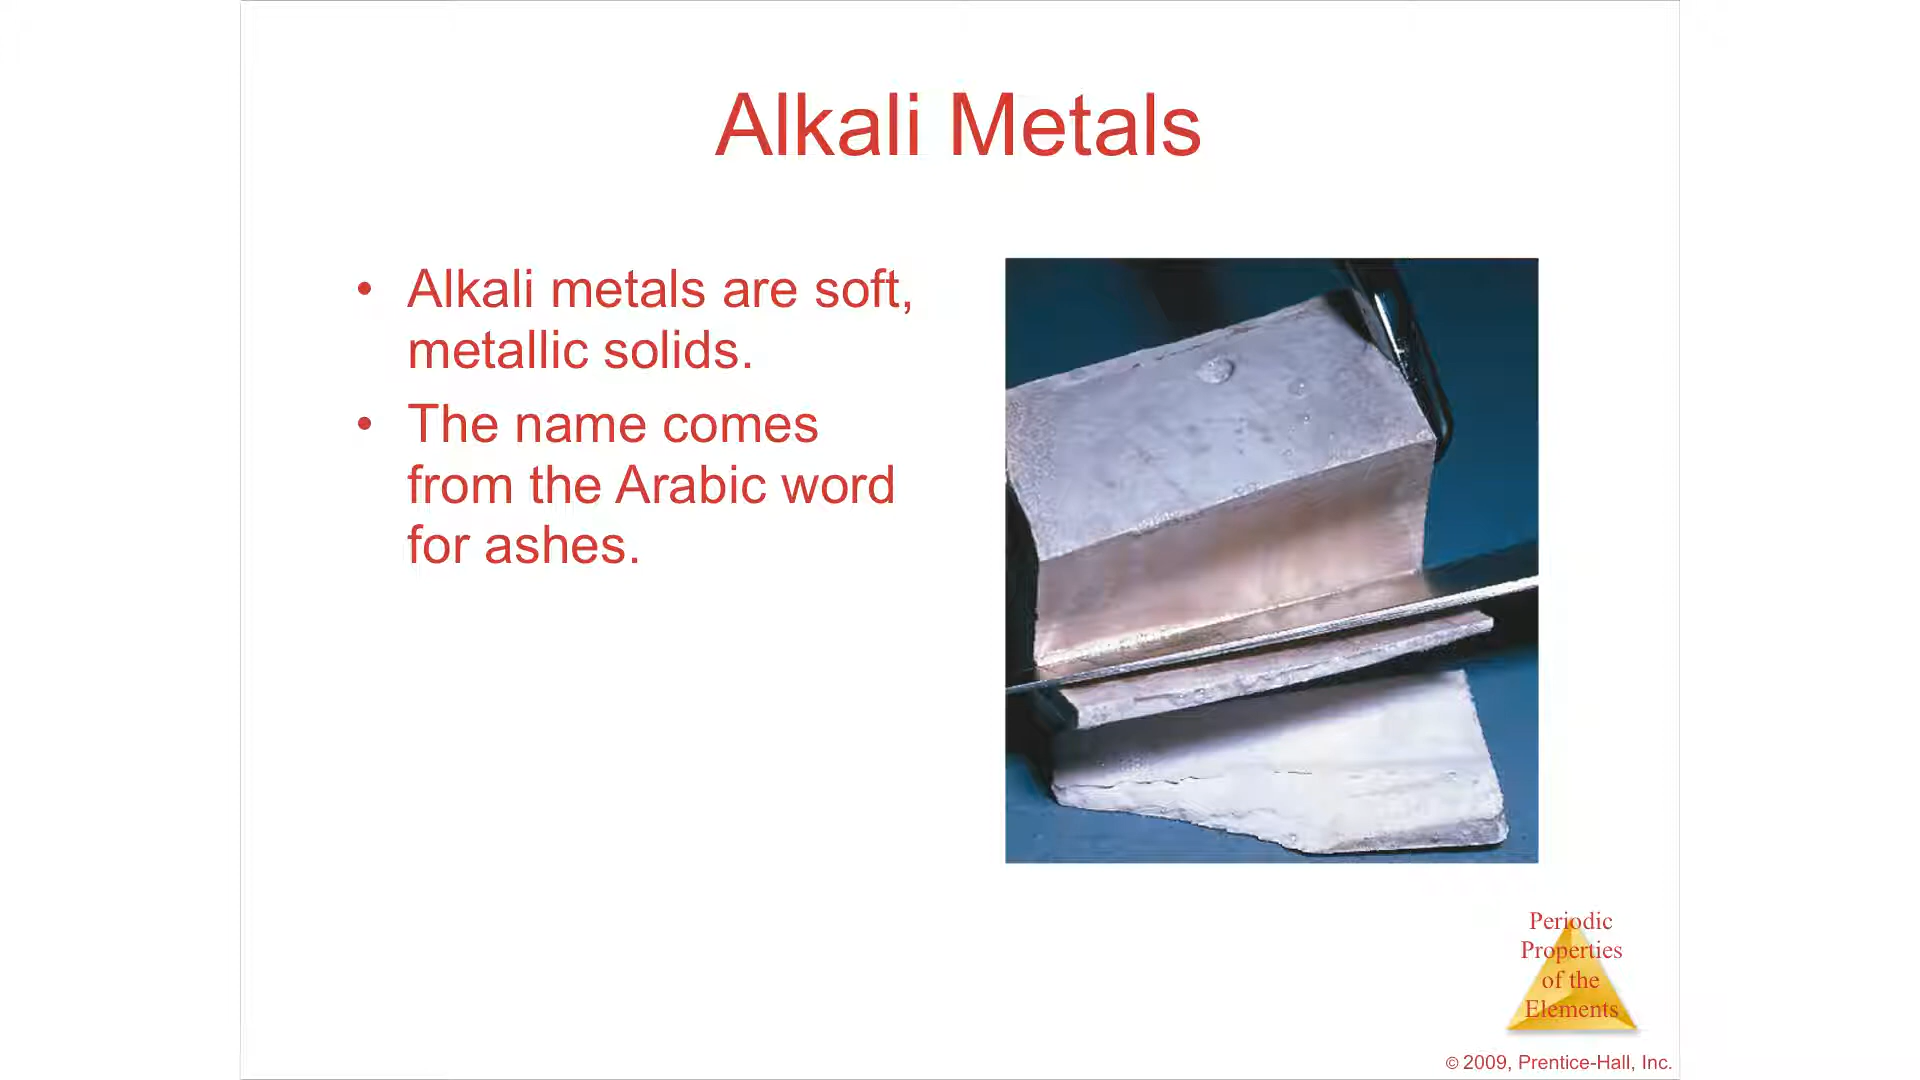 Alkali Metals
• Alkali metals are soft,
metallic solids.
• The name comes
from the Arabic word
for ashes.
Periodic
Properties
of the
Elements
© 2009, Prentice-Hall, Inc.